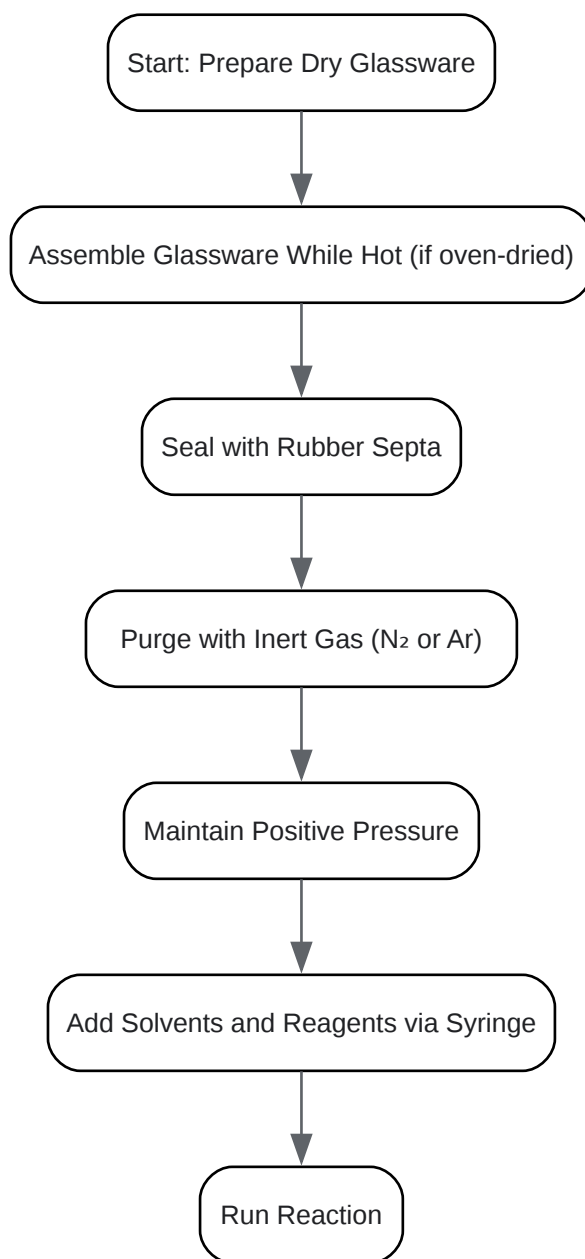 Start: Prepare Dry Glassware
Assemble Glassware While Hot (if oven-dried)
Seal with Rubber Septa
Purge with Inert Gas (N₂ or Ar)
Maintain Positive Pressure
Add Solvents and Reagents via Syringe
Run Reaction